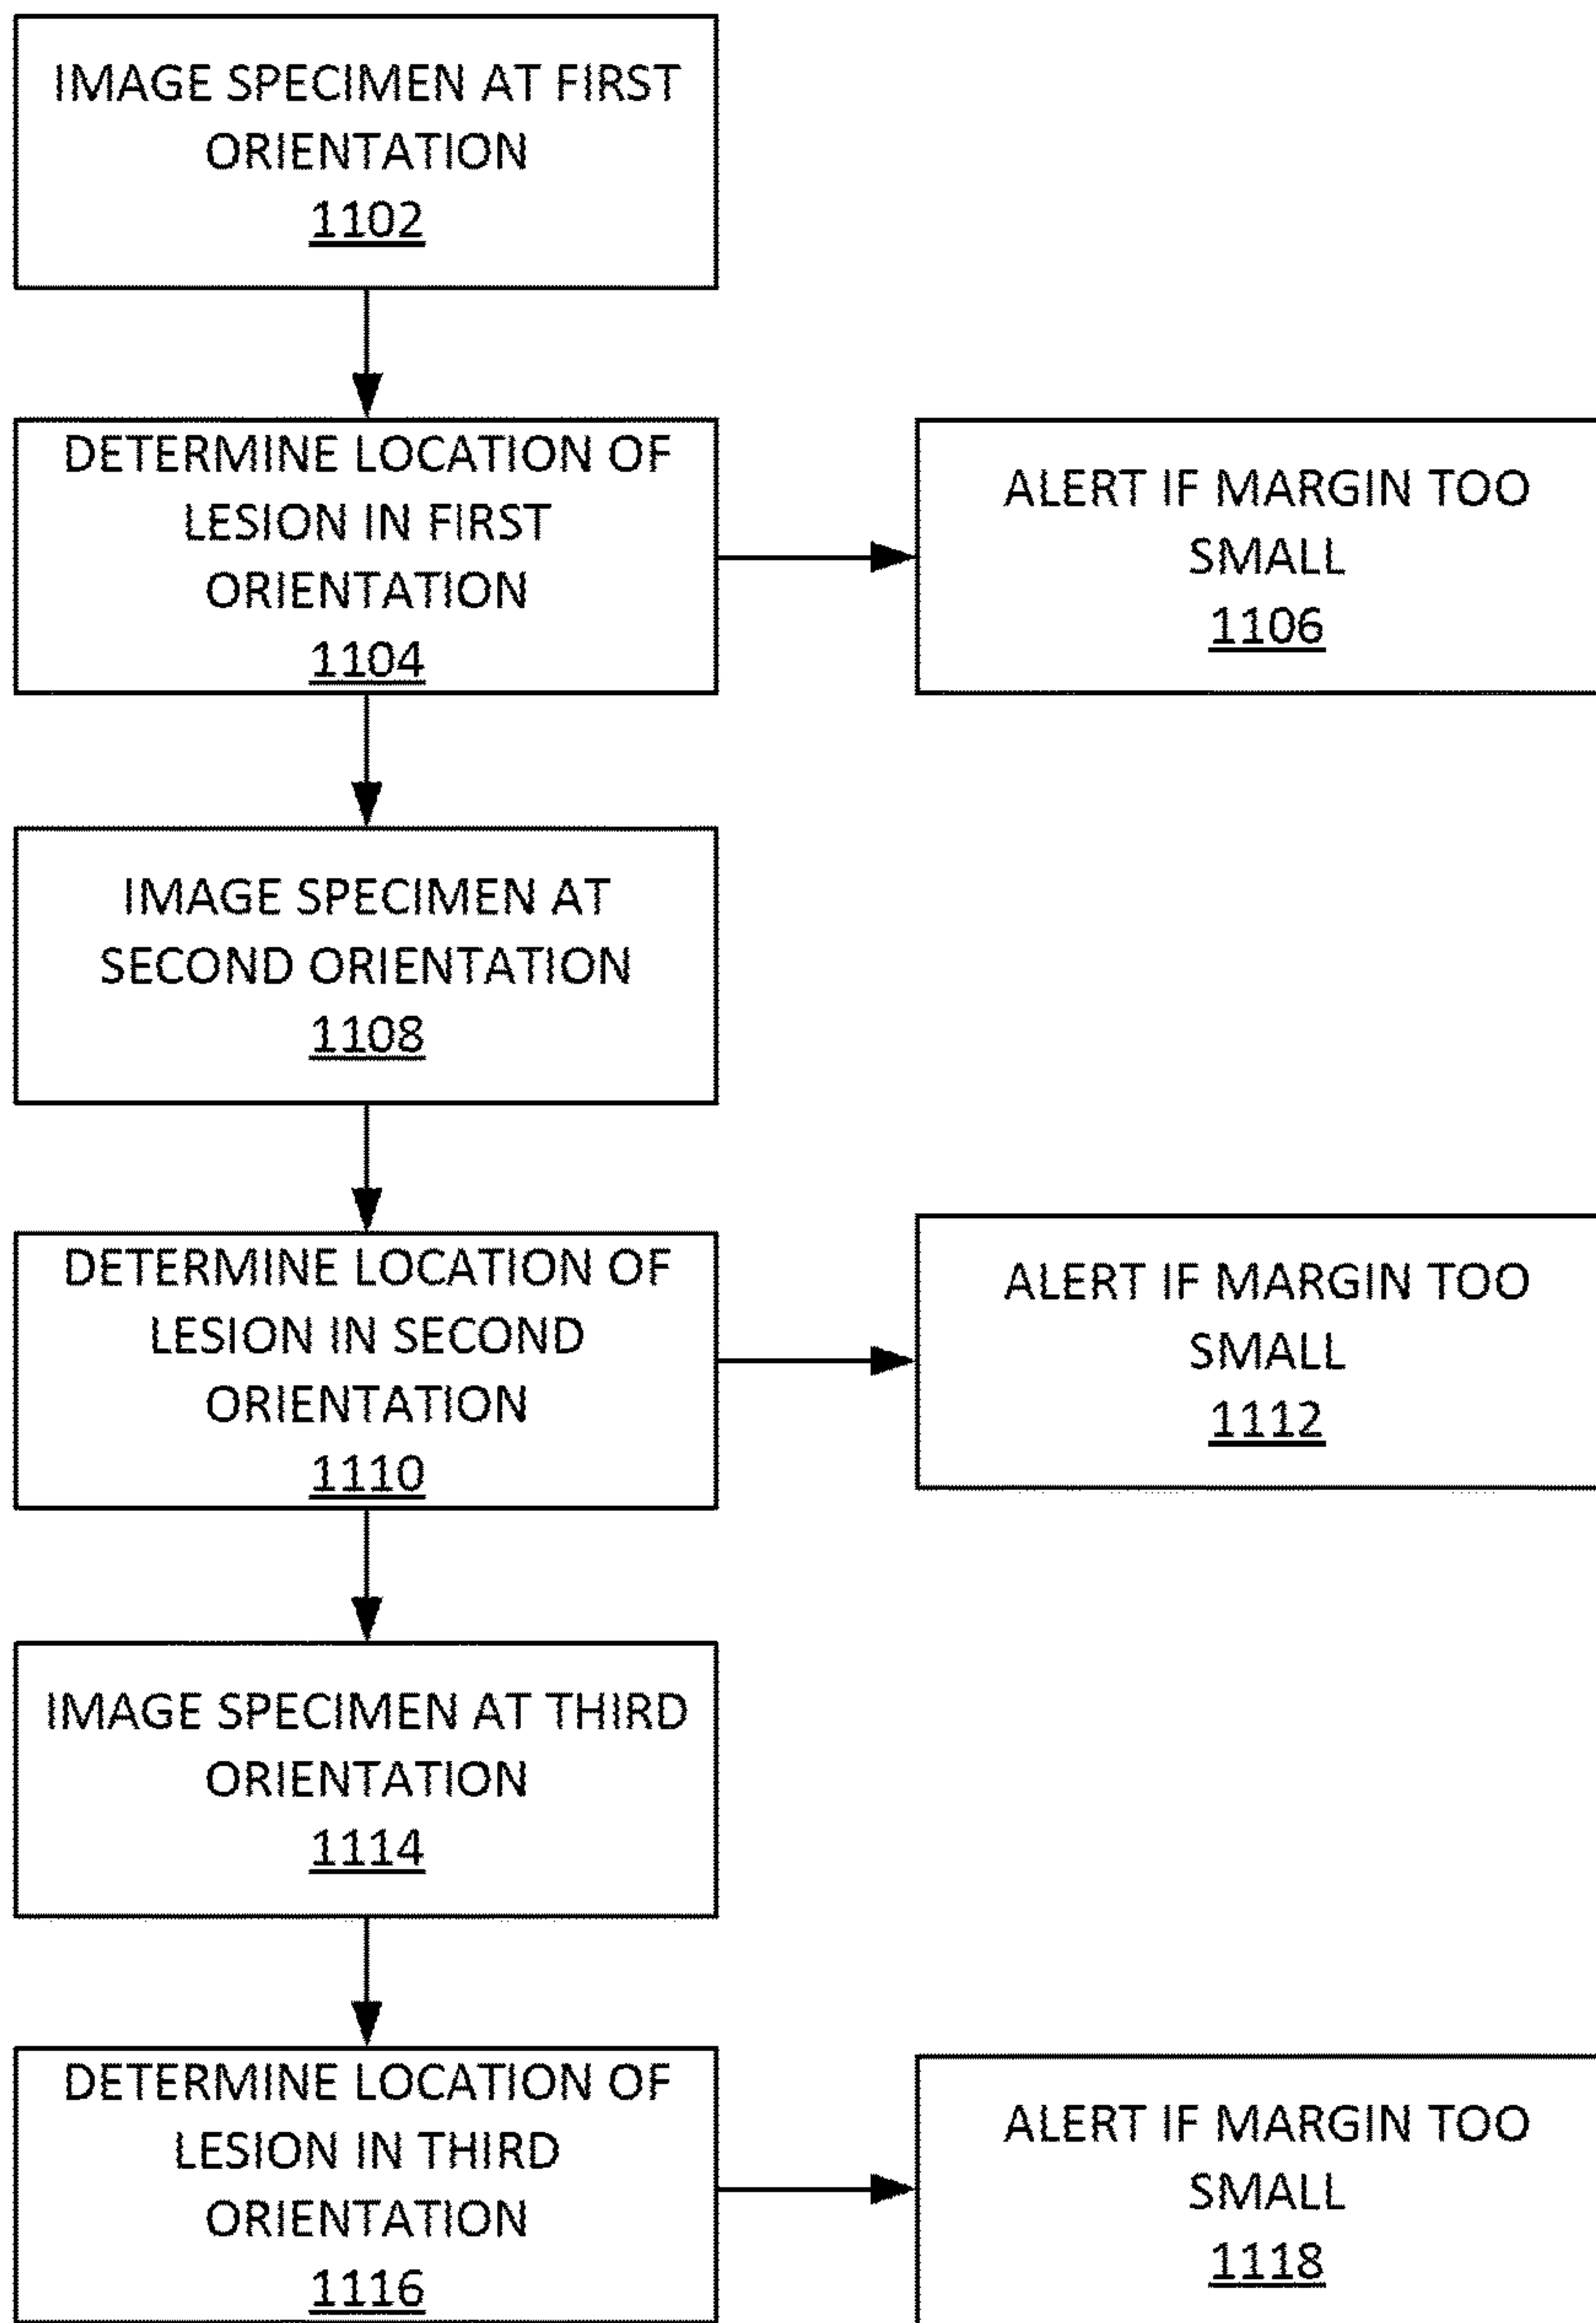 IMAGE SPECIMEN AT FIRST
ORIENTATION
1102
DETERMINE LOCATION OF
LESION IN FIRST
ORIENTATION
1104
ALERT IF MARGIN TOO
SMALL
1106
IMAGE SPECIMEN AT
SECOND ORIENTATION
1108
DETERMINE LOCATION OF
LESION IN SECOND
ORIENTATION
1110
ALERT IF MARGIN TOO
SMALL
1112
IMAGE SPECIMEN AT THIRD
ORIENTATION
1114
DETERMINE LOCATION OF
LESION IN THIRD
ORIENTATION
1116
ALERT IF MARGIN TOO
SMALL
1118